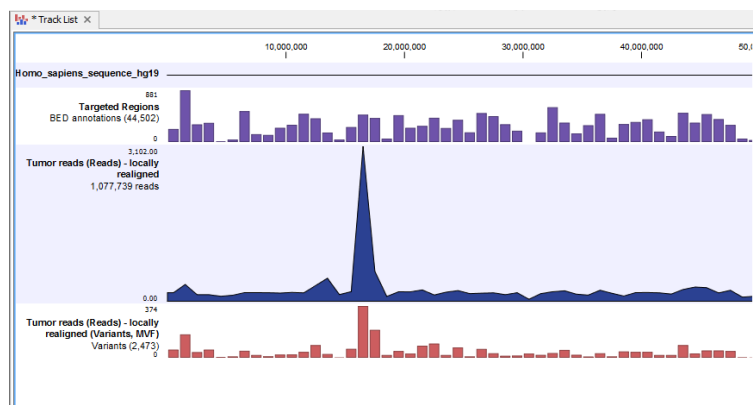 * Track List
10,000,000 20,000,000 30,000,000 40,000,000 50,(
Homo_sapiens_sequence_hg19
881
Targeted Regions
BED annotations (44,502)
0
3,102.00
Tumor reads (Reads) - locally
realigned
1,077,739 reads
0.00
374
Tumor reads (Reads) - locally
realigned (Variants, MVF)
Variants (2,473)
0